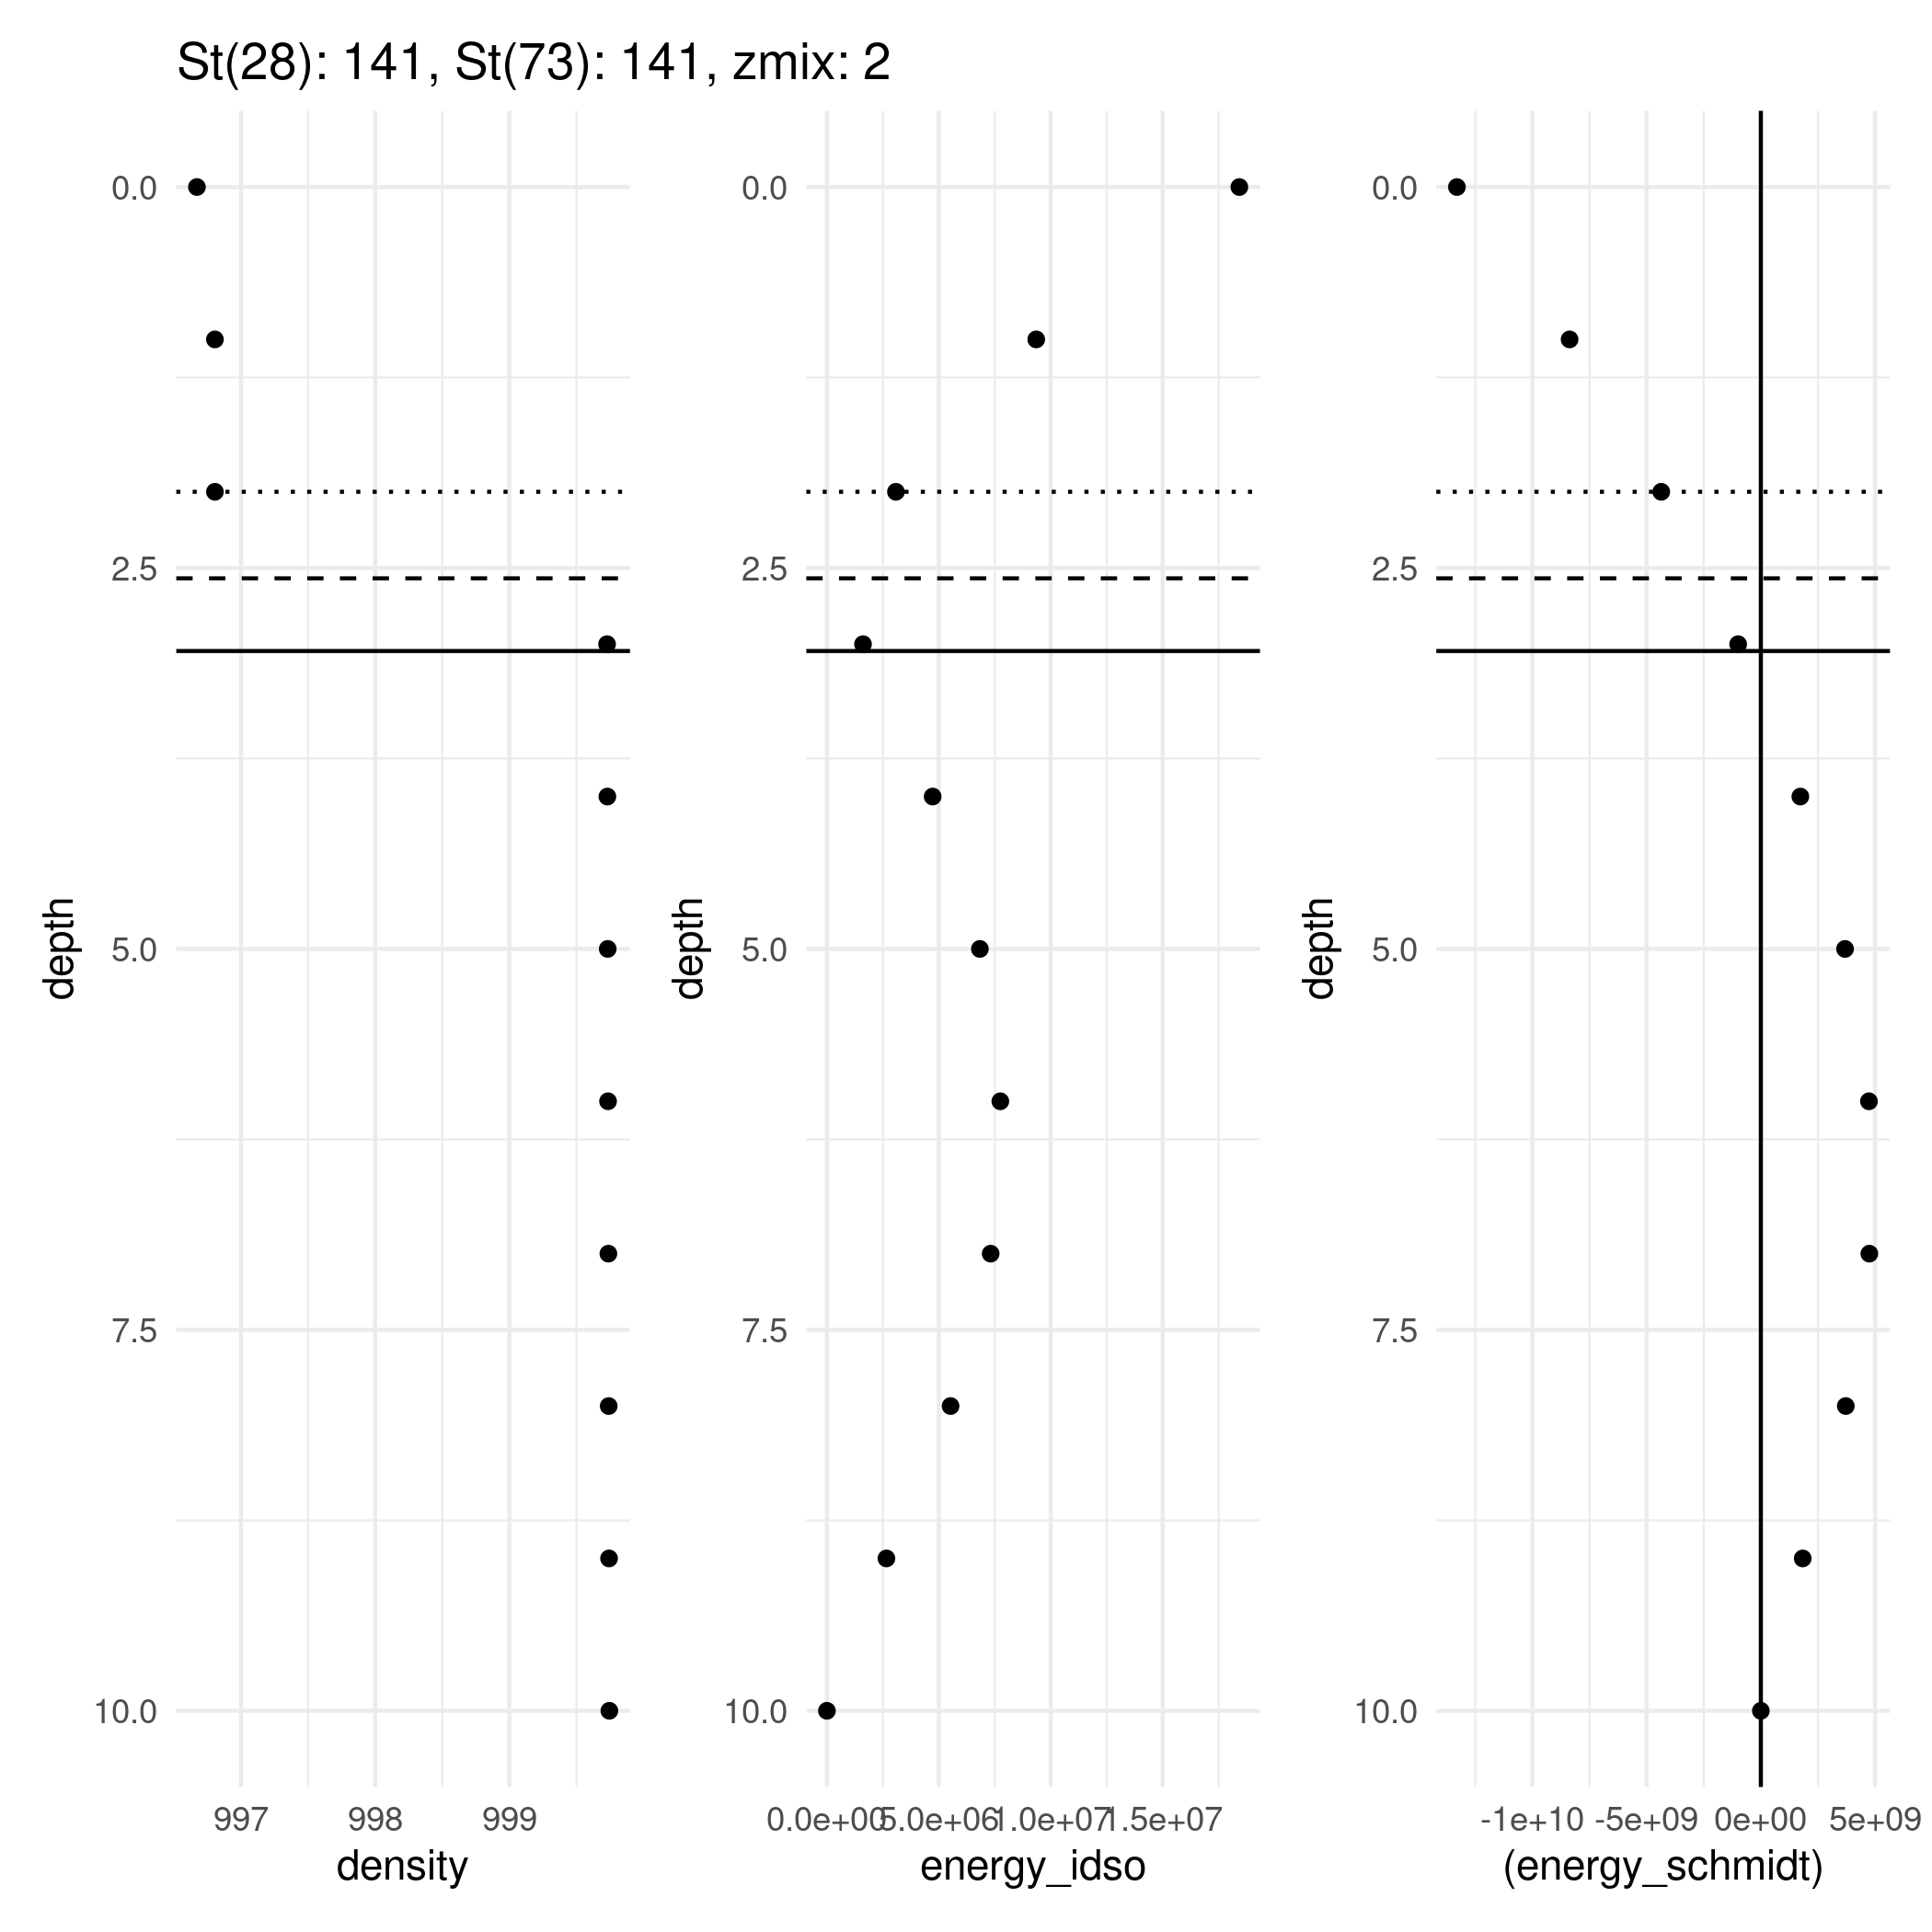 St(28): 141, St(73): 141, zmix: 2
depth
0.0
2.5
5.0
7.5
10.0
997 998 999
density
depth
0.0
2.5
5.0
7.5
10.0
0.0e+00 5.0e+06 1.0e+07 1.5e+07
energy_idso
depth
0.0
2.5
5.0
7.5
10.0
-1e+10 -5e+09 0e+00 5e+09
(energy_schmidt)